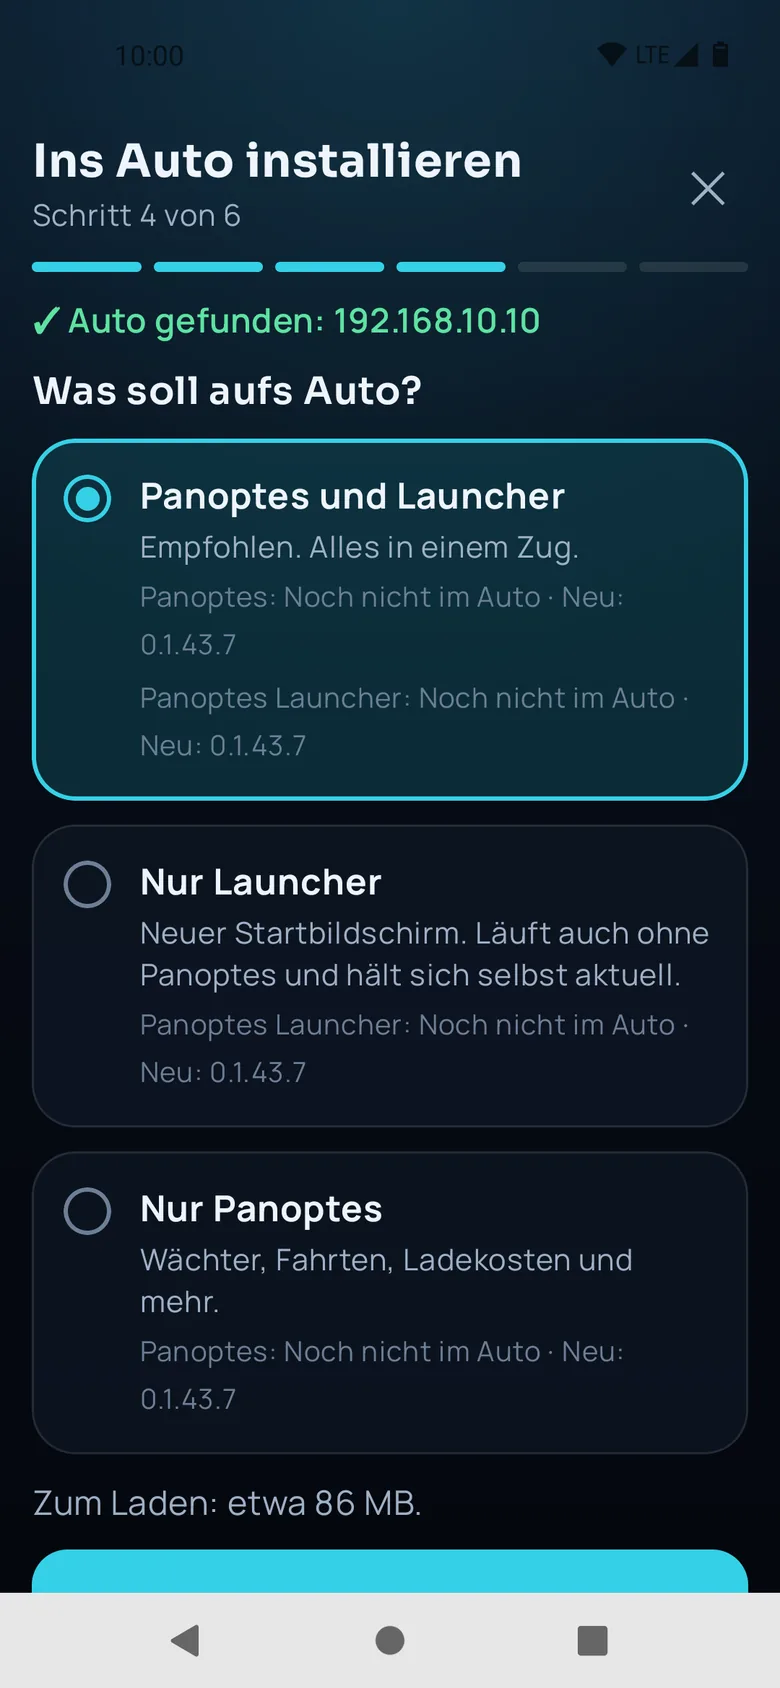 10:00
LTE
Ins Auto installieren
Schritt 4 von 6
✓ Auto gefunden: 192.168.10.10
Was soll aufs Auto?
Panoptes und Launcher
Empfohlen. Alles in einem Zug.
Panoptes: Noch nicht im Auto · Neu:
0.1.43.7
Panoptes Launcher: Noch nicht im Auto ·
Neu: 0.1.43.7
Nur Launcher
Neuer Startbildschirm. Läuft auch ohne
Panoptes und hält sich selbst aktuell.
Panoptes Launcher: Noch nicht im Auto ·
Neu: 0.1.43.7
Nur Panoptes
Wächter, Fahrten, Ladekosten und
mehr.
Panoptes: Noch nicht im Auto · Neu:
0.1.43.7
Zum Laden: etwa 86 MB.